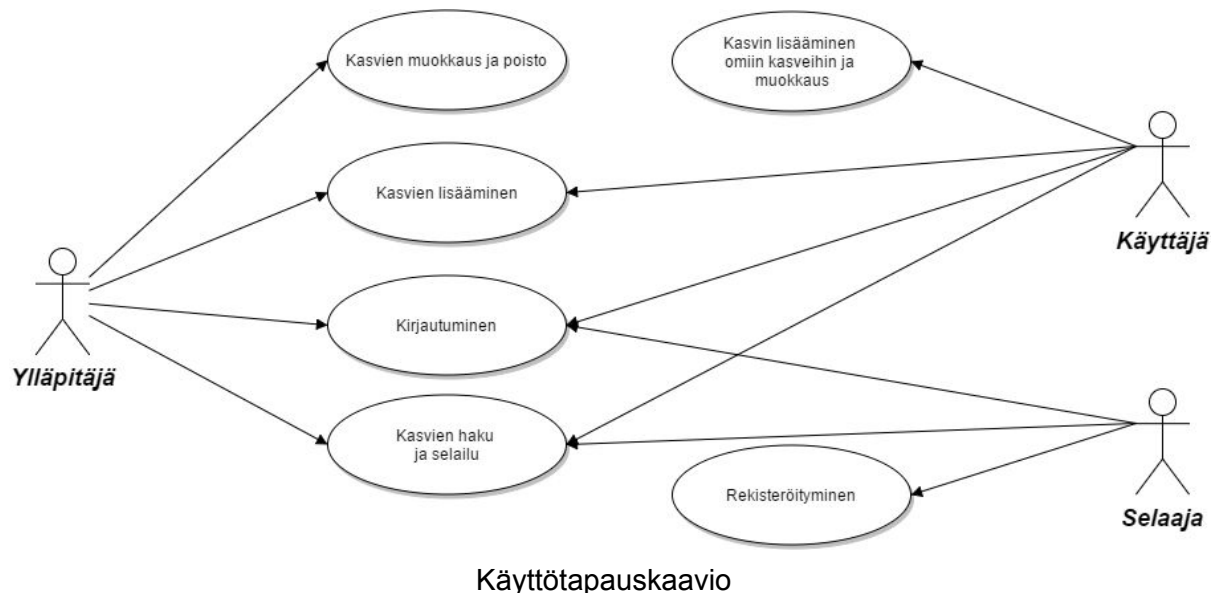 Kasvien muokkaus ja poisto
Kasvin lisääminen
omiin kasveihin ja
muokkaus
Kasvien lisääminen
Käyttäjä
Kirjautuminen
Ylläpitäjä
Kasvien haku
ja selailu
Rekisteröityminen
Selaaja
Käyttötapauskaavio